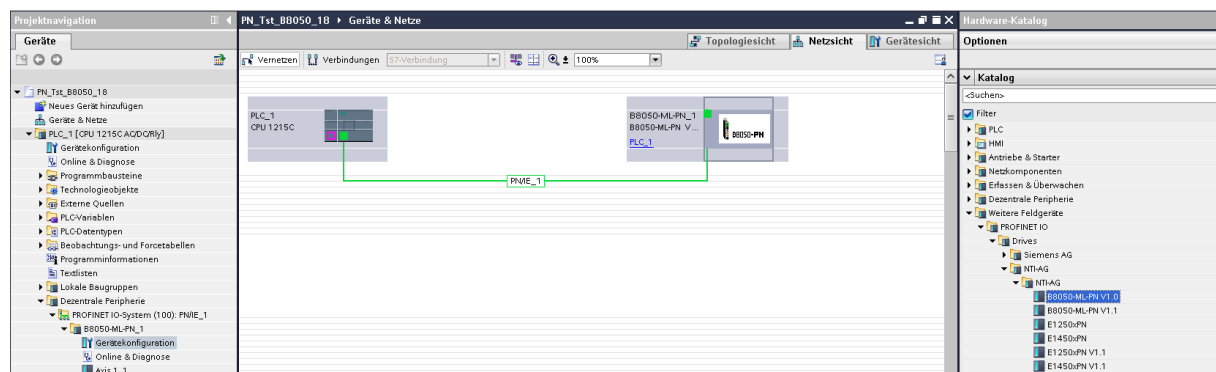 Projektnavigation
Geräte
PN_Tst_B8050_18
Neues Gerät hinzufügen
Geräte & Netze
PLC_1 [CPU 1215C AC/DC/Rly]
Gerätekonfiguration
Online & Diagnose
Programmbausteine
Technologieobjekte
Externe Quellen
PLC-Variablen
PLC-Datentypen
Beobachtungs- und Forcetabellen
Programminformationen
Textlisten
Lokale Baugruppen
Dezentrale Peripherie
PROFINET IO-System (100): PN/IE_1
B8050-ML-PN_1
Gerätekonfiguration
Online & Diagnose
Axis 1_1
PN_Tst_B8050_18 Geräte & Netze
Topologiesicht Netzsicht Gerätesicht
Vernetzen Verbindungen S7-Verbindung 100%
PLC_1
CPU 1215C
B8050-ML-PN_1
B8050-ML-PN V...
PLC_1
B8050-PN
PN/IE_1
Hardware-Katalog
Optionen
Katalog
<Suchen>
Filter
PLC
HMI
Antriebe & Starter
Netzkomponenten
Erfassen & Überwachen
Dezentrale Peripherie
Weitere Feldgeräte
PROFINET IO
Drives
Siemens AG
NTI-AG
NTI-AG
B8050-ML-PN V1.0
B8050-ML-PN V1.1
E1250xPN
E1450xPN
E1250xPN V1.1
E1450xPN V1.1